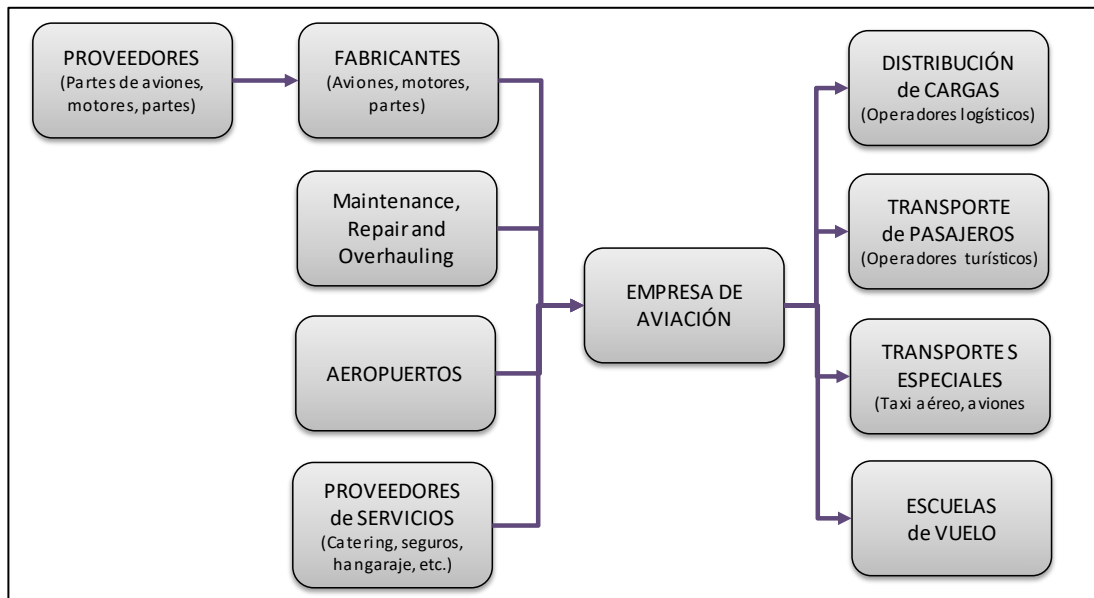 PROVEEDORES
(Partes de aviones,
motores, partes)
FABRICANTES
(Aviones, motores,
partes)
Maintenance,
Repair and
Overhauling
AEROPUERTOS
PROVEEDORES
de SERVICIOS
(Catering, seguros,
hangaraje, etc.)
EMPRESA DE
AVIACIÓN
DISTRIBUCIÓN
de CARGAS
(Operadores logísticos)
TRANSPORTE
de PASAJEROS
(Operadores turísticos)
TRANSPORTES
ESPECIALES
(Taxi aéreo, aviones
ESCUELAS
de VUELO